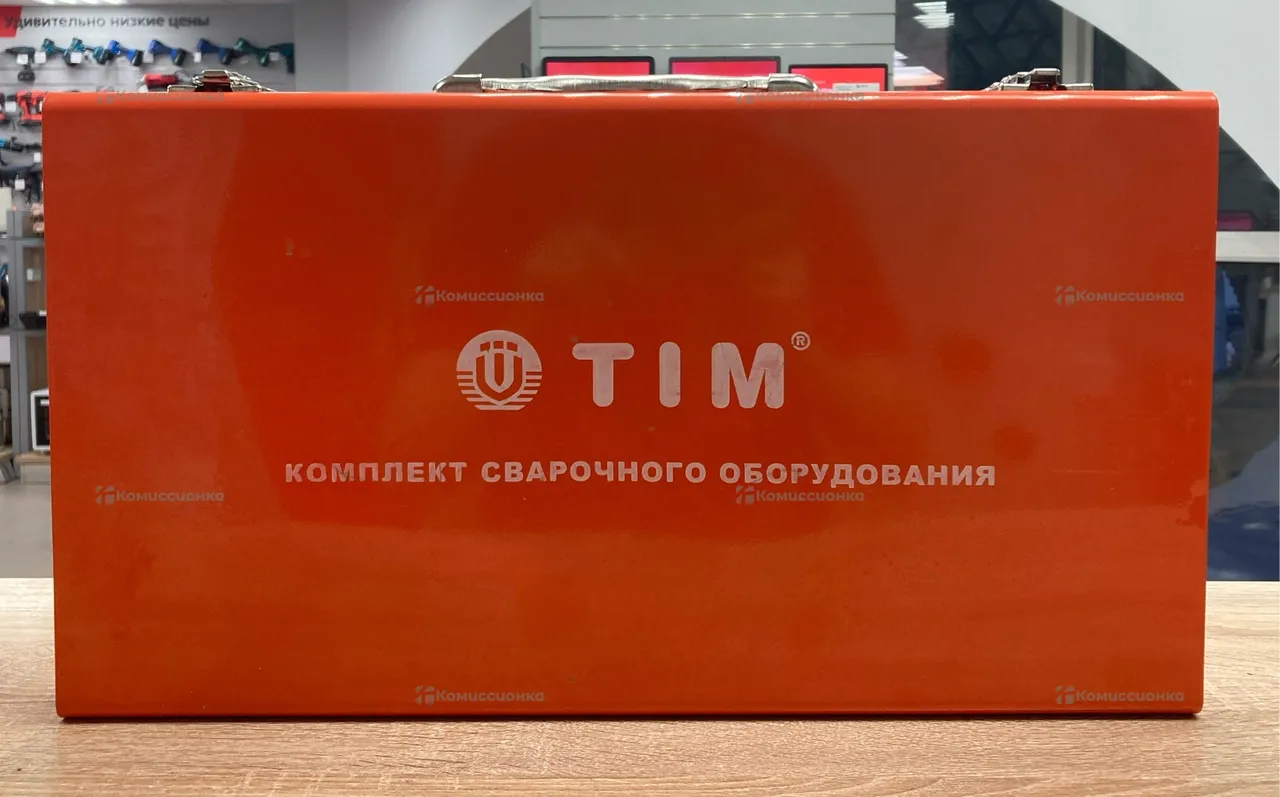 Удивительно низкие цены
TIM®
КОМПЛЕКТ СВАРОЧНОГО ОБОРУДОВАНИЯ
Комиссионка
Комиссионка
Комиссионка
Комиссионка
Комиссионка
Комиссионка
Комиссионка
Комиссионка